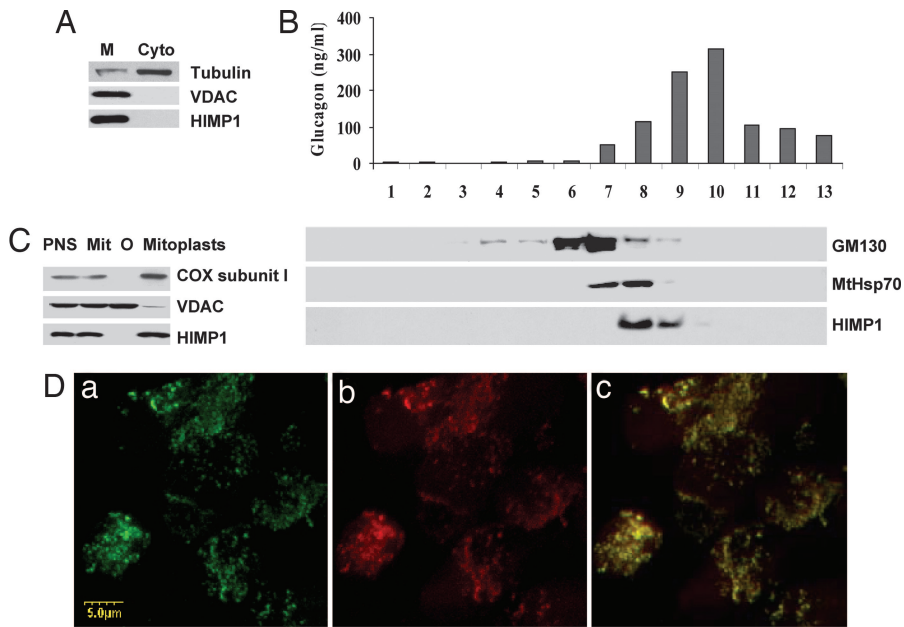 A
M Cyto
Tubulin
VDAC
HIMP1
B
Glucagon (ng/ml)
400
300
200
100
0
1 2 3 4 5 6 7 8 9 10 11 12 13
GM130
MtHsp70
HIMP1
C
PNS Mit O Mitoplasts
COX subunit I
VDAC
HIMP1
D
a
b
c
5.0µm